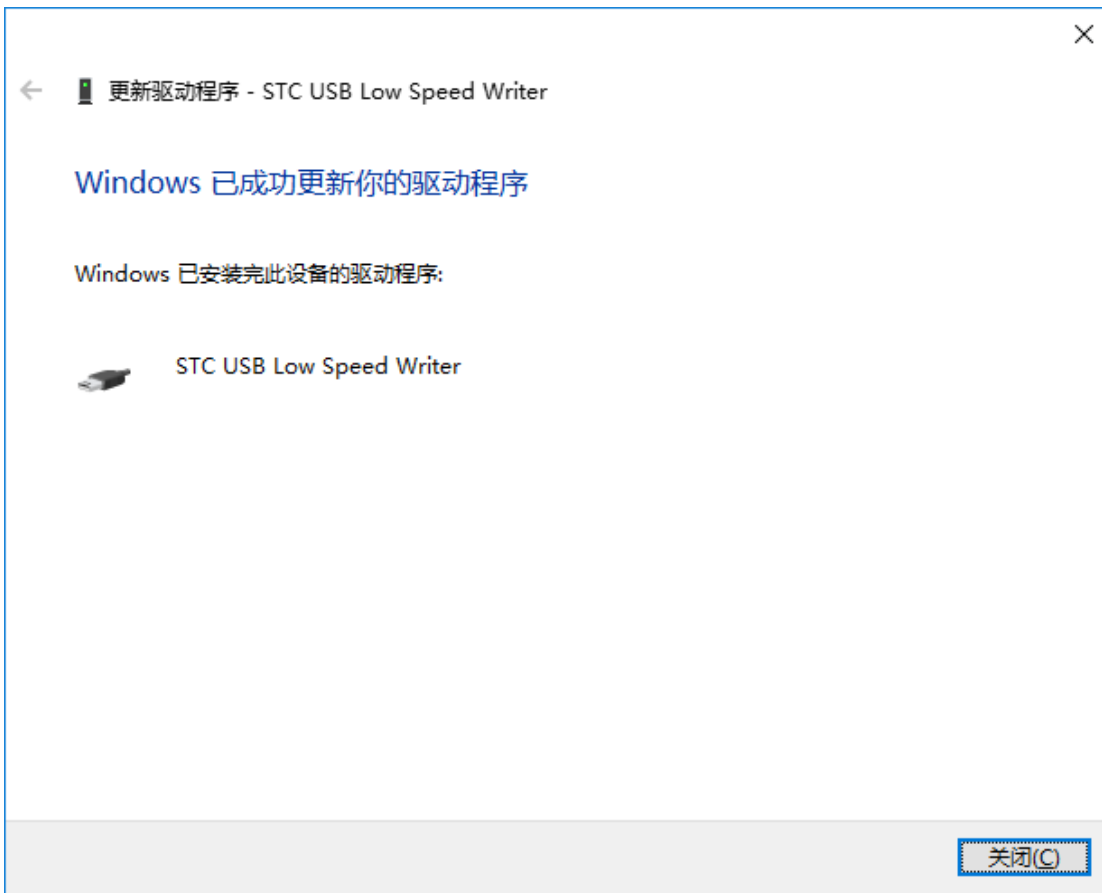 更新驱动程序 - STC USB Low Speed Writer
Windows 已成功更新你的驱动程序
Windows 已安装完此设备的驱动程序:
STC USB Low Speed Writer
关闭(C)